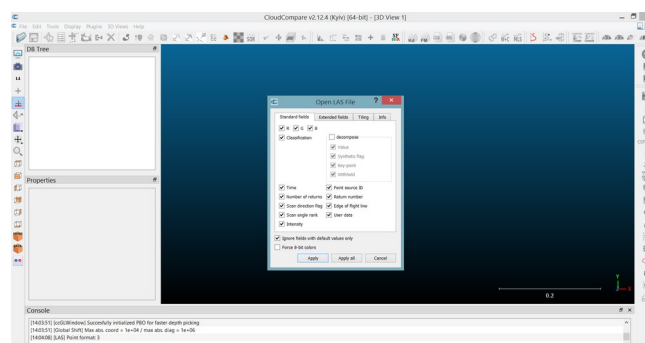 CloudCompare v2.12.4 (Kyiv) [64-bit] - [3D View 1]
File Edit Tools Display Plugins 3D Views Help
SOR
DB Tree
Properties
Open LAS File ?
Standard fields Extended fields Tiling Info
R G B
Classification decompose
Value
Synthetic flag
Key-point
Withheld
Time Point source ID
Number of returns Return number
Scan direction flag Edge of flight line
Scan angle rank User data
Intensity
Ignore fields with default values only
Force 8-bit colors
Apply Apply all Cancel
Y
X
0.2
Console
[14:03:51] [ccGLWindow] Succesfully initialized PBO for faster depth picking
[14:03:51] [Global Shift] Max abs. coord = 1e+04 / max abs. diag = 1e+06
[14:04:08] [LAS] Point format: 3